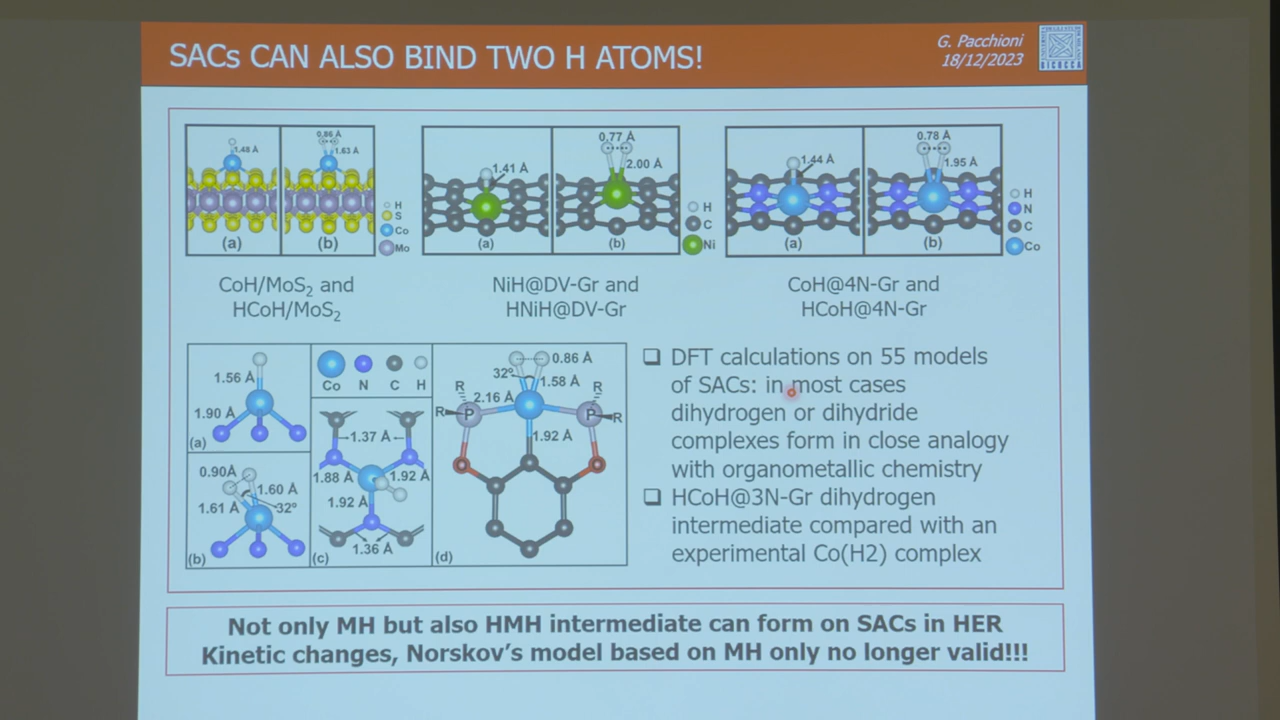 SACs CAN ALSO BIND TWO H ATOMS!
G. Pacchioni
18/12/2023
BICOCCA
1.48 Å
(a)
0.86 Å
1.63 Å
(b)
H
S
Co
Mo
1.41 Å
(a)
0.77 Å
2.00 Å
(b)
H
C
Ni
1.44 Å
(a)
0.78 Å
1.95 Å
(b)
H
N
C
Co
CoH/MoS₂ and
HCoH/MoS₂
NiH@DV-Gr and
HNiH@DV-Gr
CoH@4N-Gr and
HCoH@4N-Gr
1.56 Å
1.90 Å
(a)
0.90Å
1.60 Å
1.61 Å
32º
(b)
Co N C H
1.37 Å
1.88 Å
1.92 Å
1.92 Å
1.36 Å
(c)
0.86 Å
32º
1.58 Å
R
R
2.16 Å
R
P
P
R
1.92 Å
(d)
❑ DFT calculations on 55 models
of SACs: in most cases
dihydrogen or dihydride
complexes form in close analogy
with organometallic chemistry
❑ HCoH@3N-Gr dihydrogen
intermediate compared with an
experimental Co(H2) complex
Not only MH but also HMH intermediate can form on SACs in HER
Kinetic changes, Norskov's model based on MH only no longer valid!!!